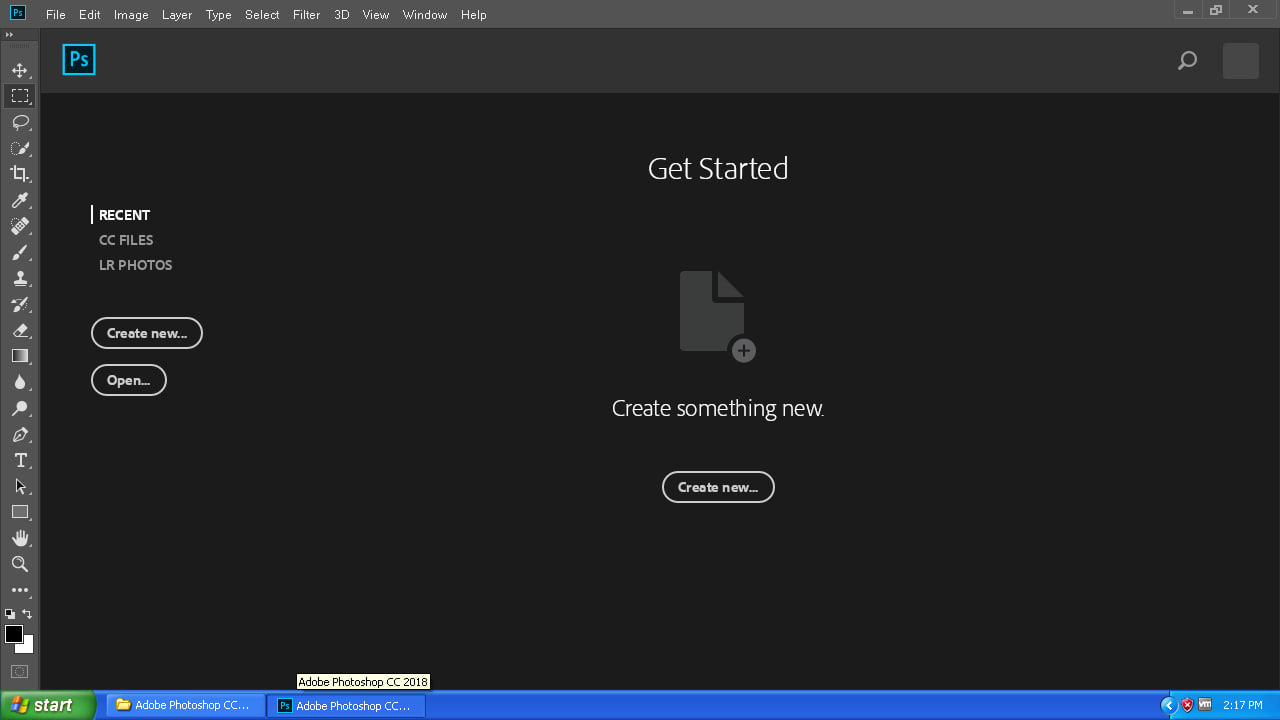 Ps File Edit Image Layer Type Select Filter 3D View Window Help
Ps
Get Started
RECENT
CC FILES
LR PHOTOS
Create new...
Open...
Create something new.
Create new...
T
Adobe Photoshop CC 2018
start Adobe Photoshop CC... Ps Adobe Photoshop CC... vm 2:17 PM